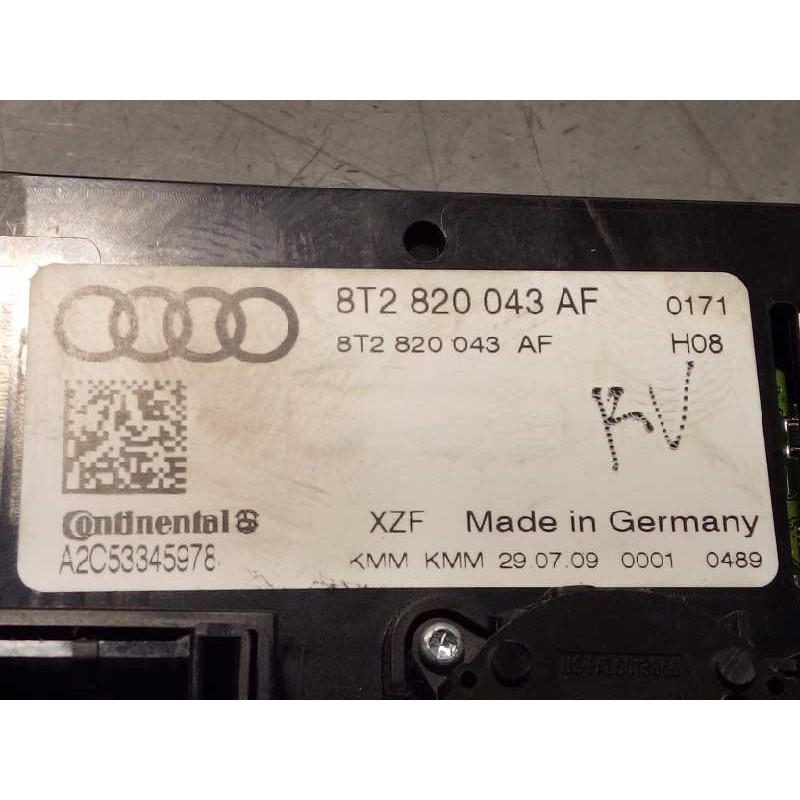 8T2 820 043 AF 0171
8T2 820 043 AF H08
Continental
XZF Made in Germany
A2C53345978
KMM KMM 29.07.09 0001 0489